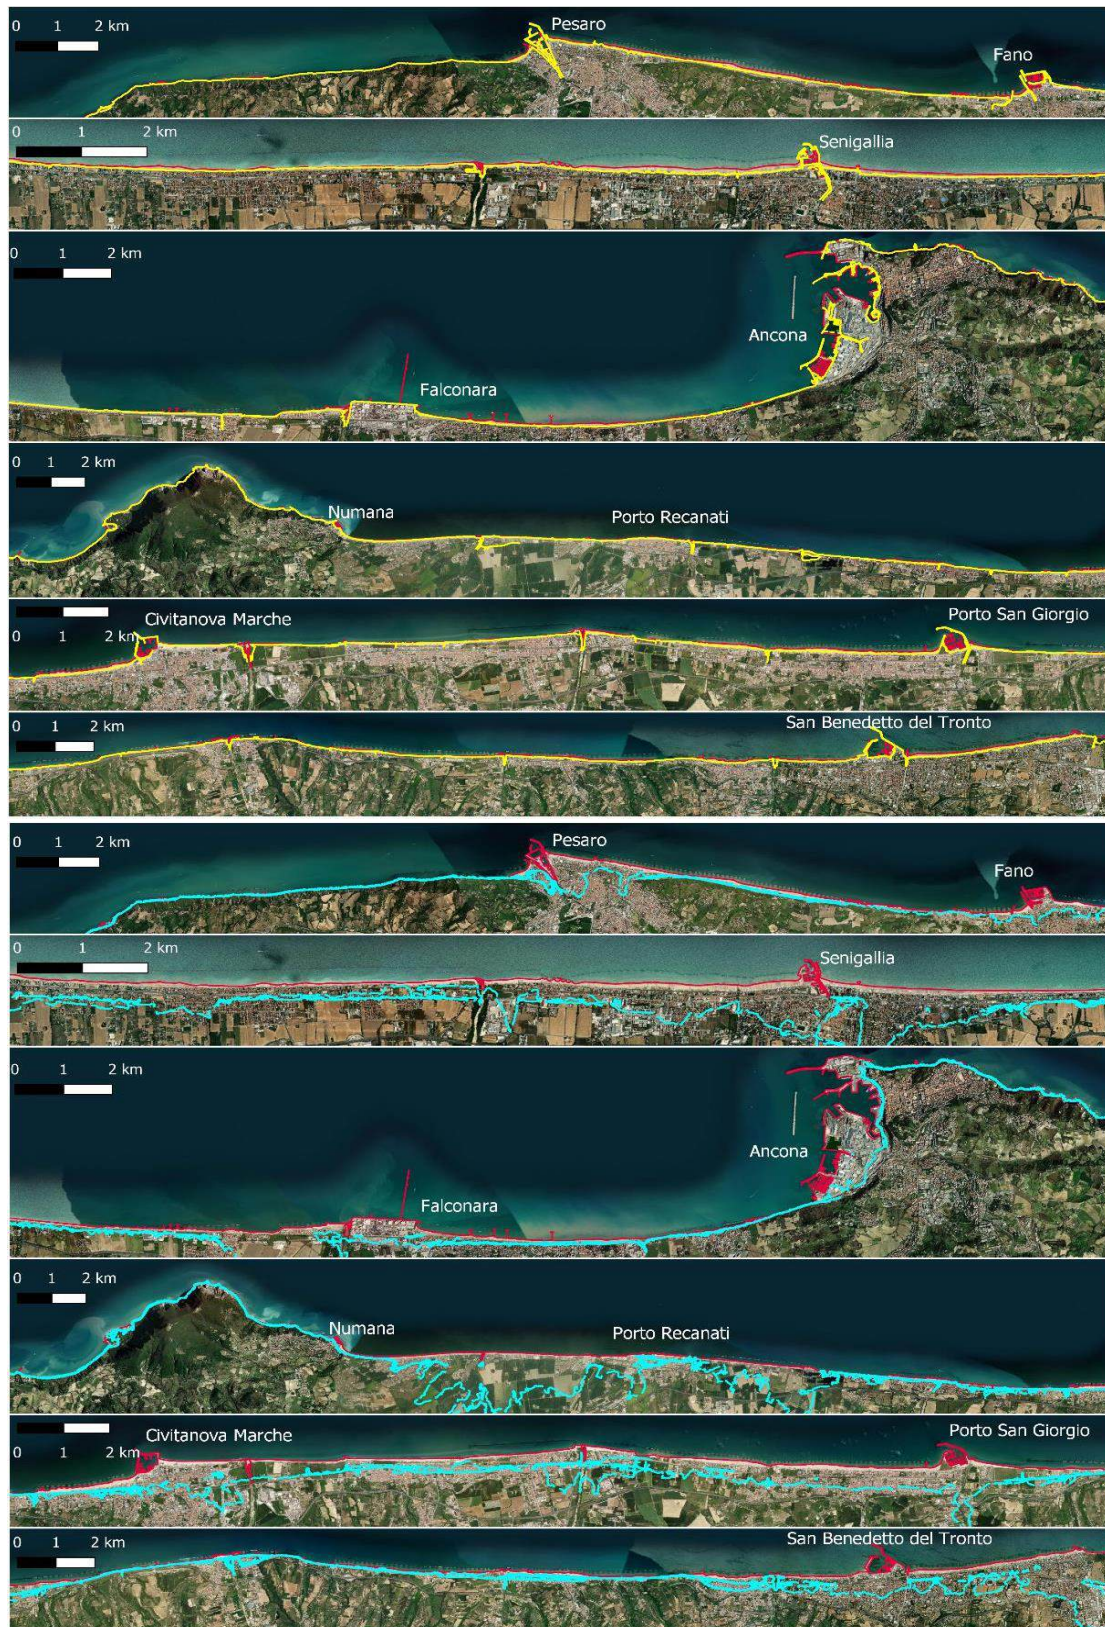 0 1 2 km
Pesaro
Fano
0 1 2 km
Senigallia
0 1 2 km
Ancona
Falconara
0 1 2 km
Numana
Porto Recanati
Civitanova Marche
Porto San Giorgio
0 1 2 km
San Benedetto del Tronto
0 1 2 km
Pesaro
0 1 2 km
Fano
0 1 2 km
Senigallia
0 1 2 km
Ancona
Falconara
0 1 2 km
Numana
Porto Recanati
Civitanova Marche
Porto San Giorgio
0 1 2 km
San Benedetto del Tronto
0 1 2 km